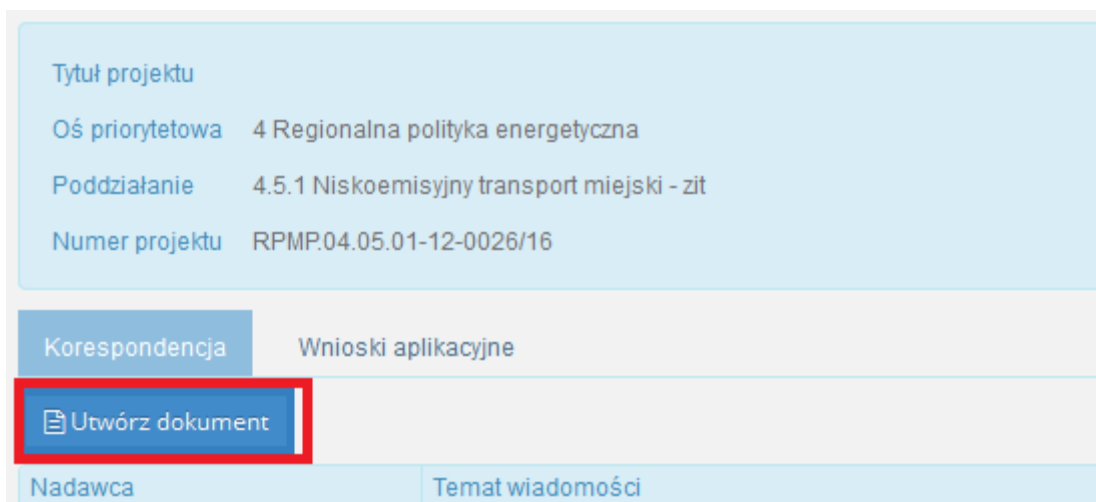 Tytuł projektu
Oś priorytetowa 4 Regionalna polityka energetyczna
Poddziałanie 4.5.1 Niskoemisyjny transport miejski - zit
Numer projektu RPMP.04.05.01-12-0026/16
Korespondencja Wnioski aplikacyjne
Utwórz dokument
Nadawca Temat wiadomości